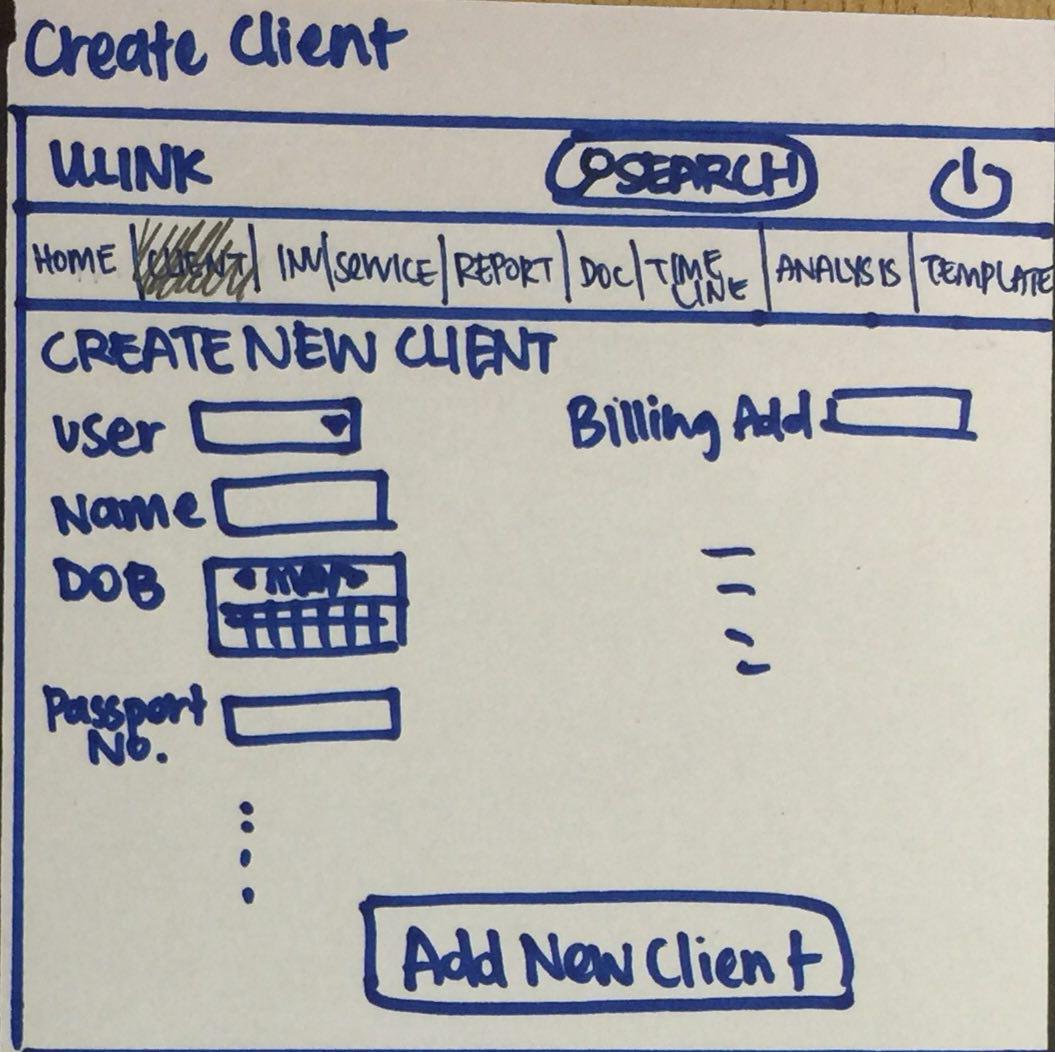 Create Client
ULINK
SEARCH
HOME | CLIENT | INV | SERVICE | REPORT | DOC | TIME LINE | ANALYSIS | TEMPLATE
CREATE NEW CLIENT
User
Billing Add
Name
DOB
May
Passport
No.
Add New Client